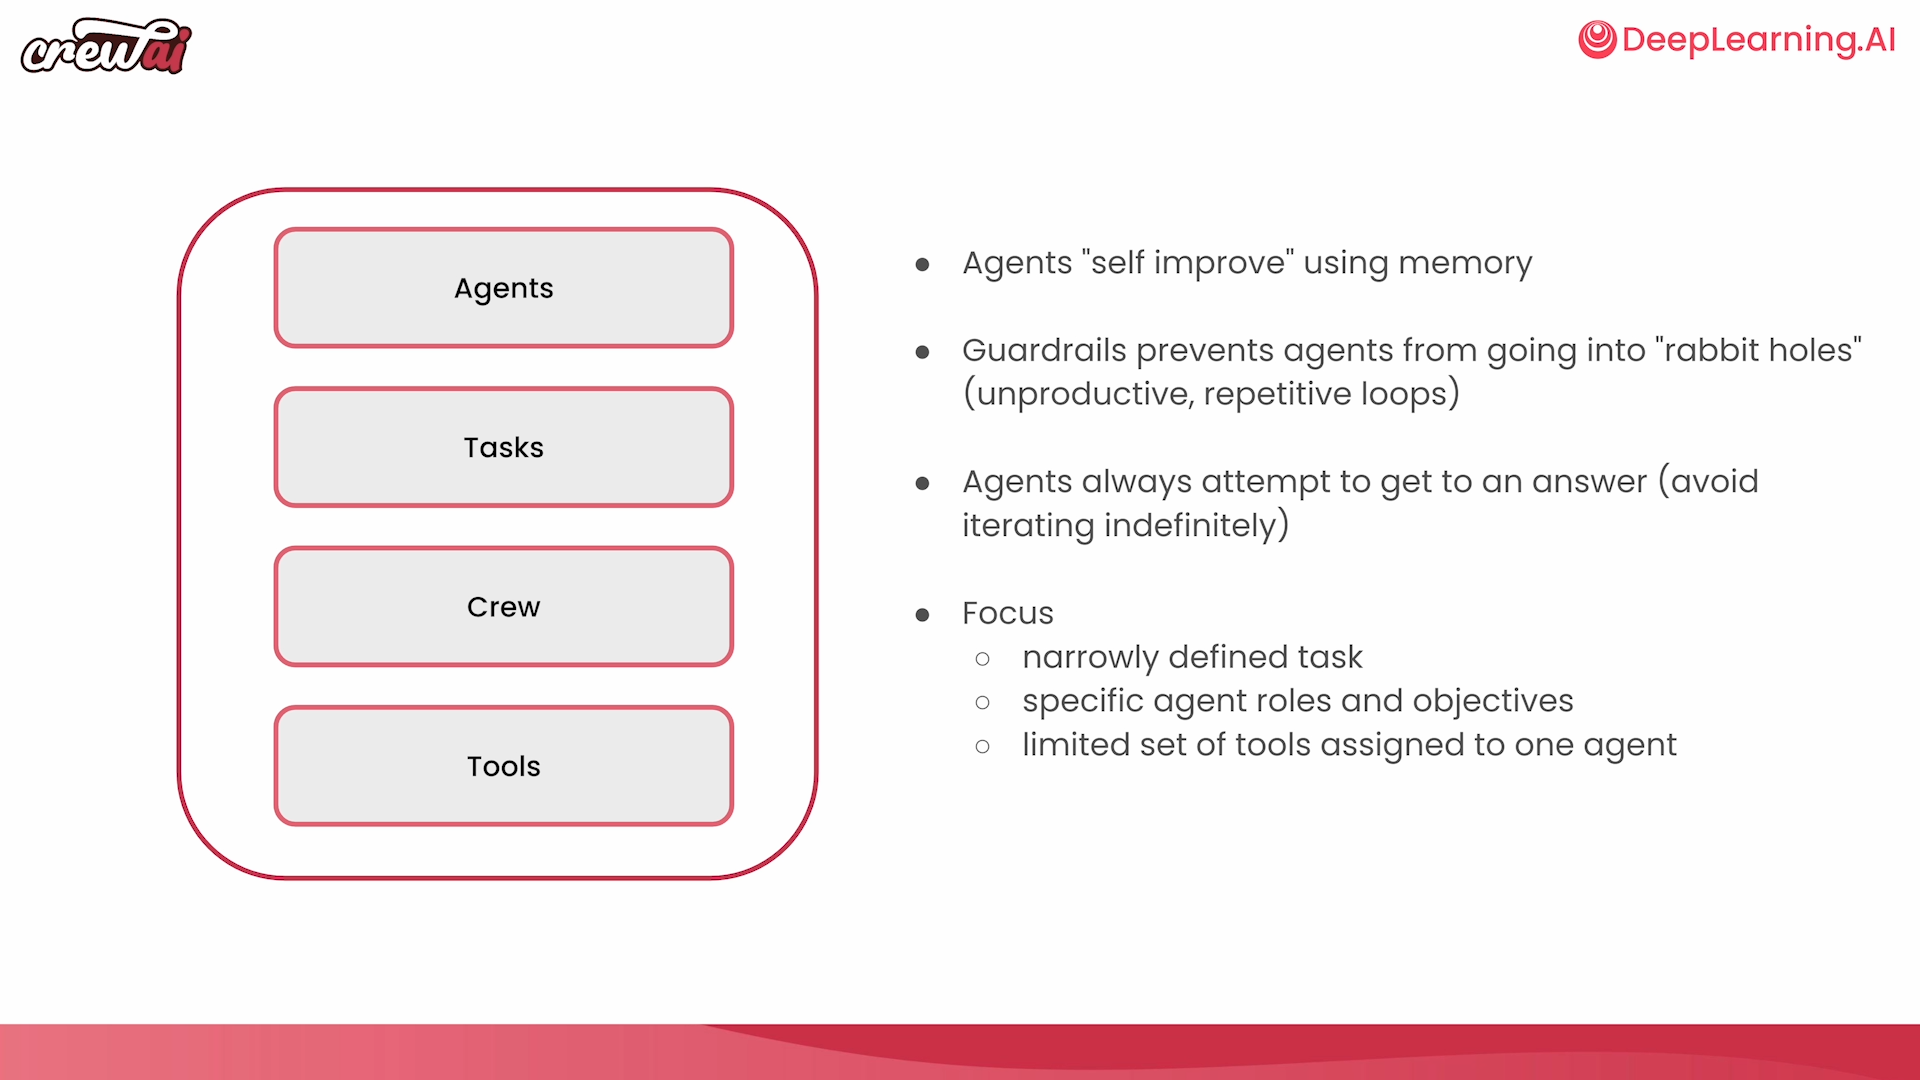 crewai
DeepLearning.AI
Agents
Tasks
Crew
Tools
● Agents "self improve" using memory
● Guardrails prevents agents from going into "rabbit holes"
(unproductive, repetitive loops)
● Agents always attempt to get to an answer (avoid
iterating indefinitely)
● Focus
○ narrowly defined task
○ specific agent roles and objectives
○ limited set of tools assigned to one agent